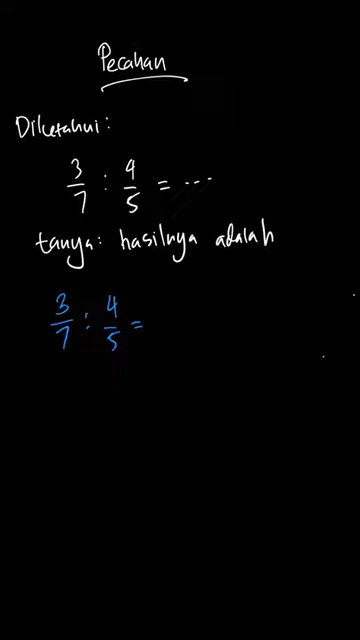 Pecahan
Diketahui:
3/7 : 4/5 = ...
tanya: hasilnya adalah
3/7 : 4/5 =